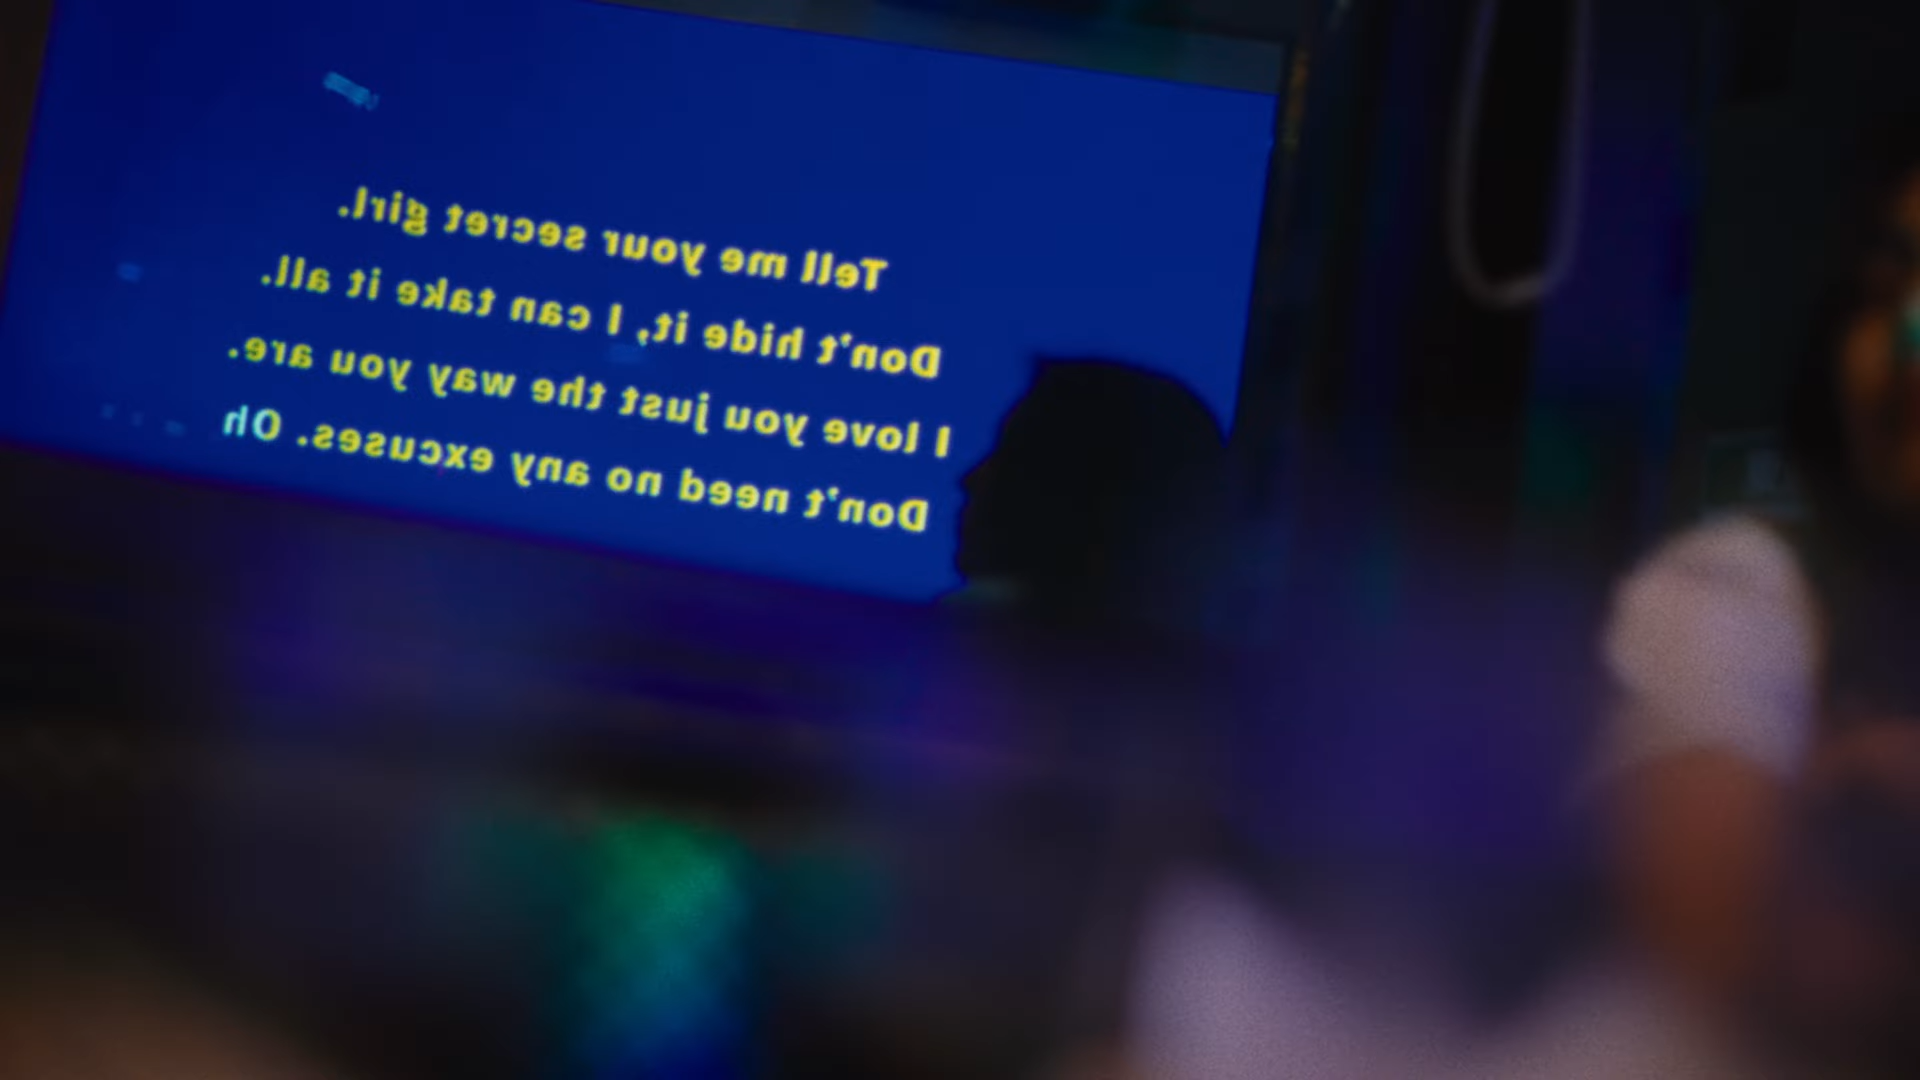 Tell me your secret girl.
Don't hide it, I can take it all.
I love you just the way you are.
Don't need no any excuses. Oh